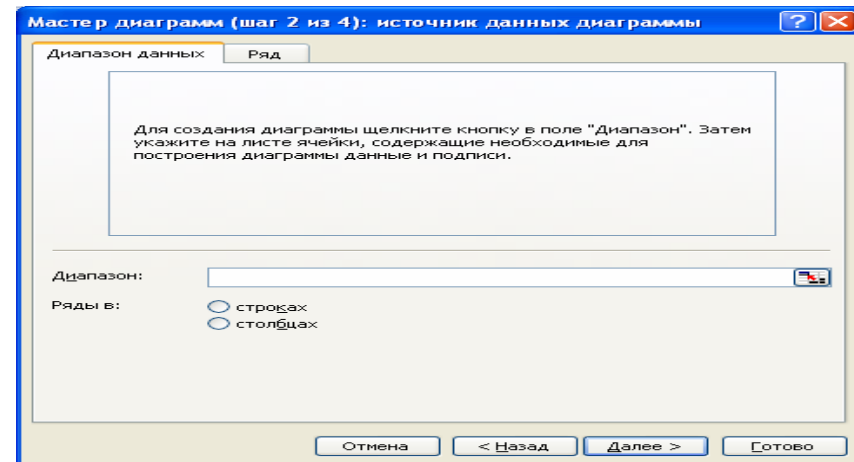 Мастер диаграмм (шаг 2 из 4): источник данных диаграммы
Диапазон данных Ряд
Для создания диаграммы щелкните кнопку в поле "Диапазон". Затем
укажите на листе ячейки, содержащие необходимые для
построения диаграммы данные и подписи.
Диапазон:
Ряды в: строках
столбцах
Отмена < Назад Далее > Готово